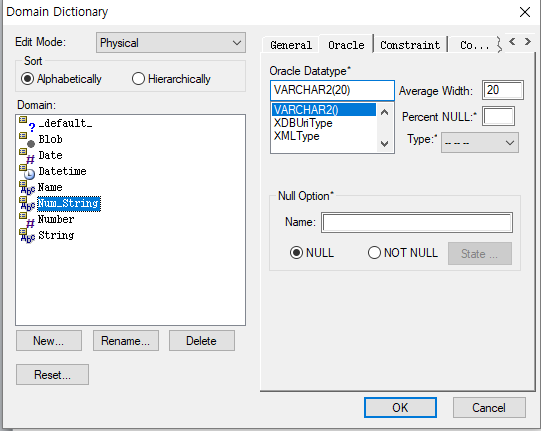 Domain Dictionary
Edit Mode: Physical
Sort
Alphabetically Hierarchically
Domain:
_default_
Blob
Date
Datetime
Name
Num_String
Number
String
New... Rename... Delete
Reset...
General Oracle Constraint Co...
Oracle Datatype*
VARCHAR2(20)
VARCHAR2()
XDBUriType
XMLType
Average Width: 20
Percent NULL:*
Type:* -- -- --
Null Option*
Name:
NULL NOT NULL State ...
OK Cancel